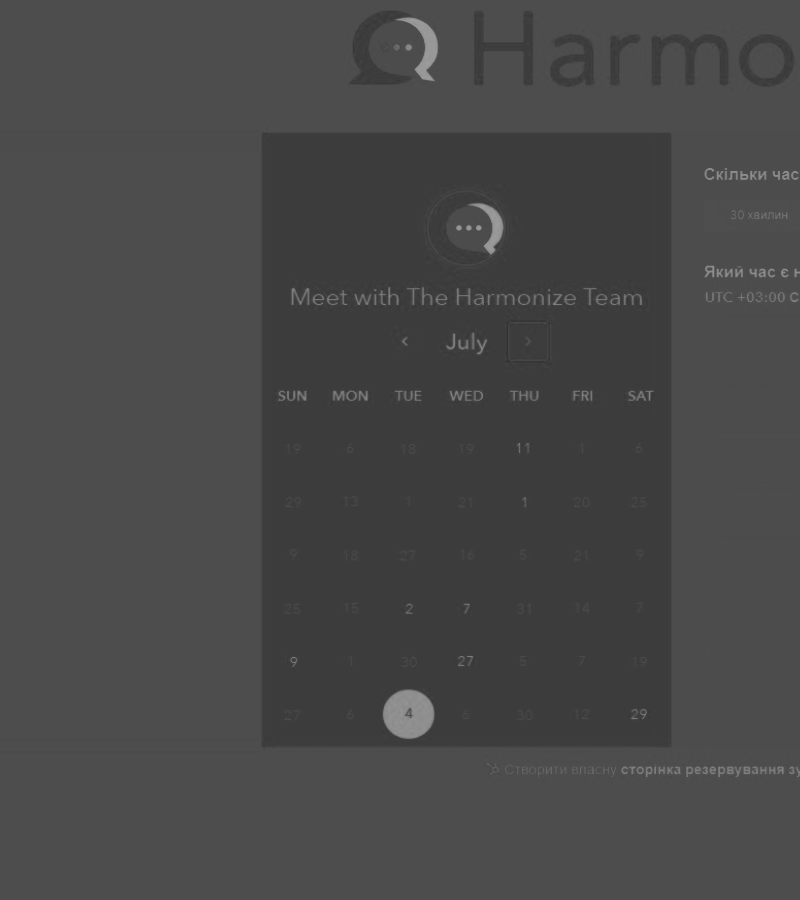 Harmo
Meet with The Harmonize Team
‹ July ›
SUN MON TUE WED THU FRI SAT
19 6 18 19 11 1 6
29 13 1 21 1 20 25
9 18 27 16 5 21 9
25 15 2 7 31 14 7
9 1 30 27 5 7 19
27 6 4 6 30 12 29
Скільки час
30 хвилин
Який час є н
UTC +03:00 С
Створити власну сторінка резервування зу